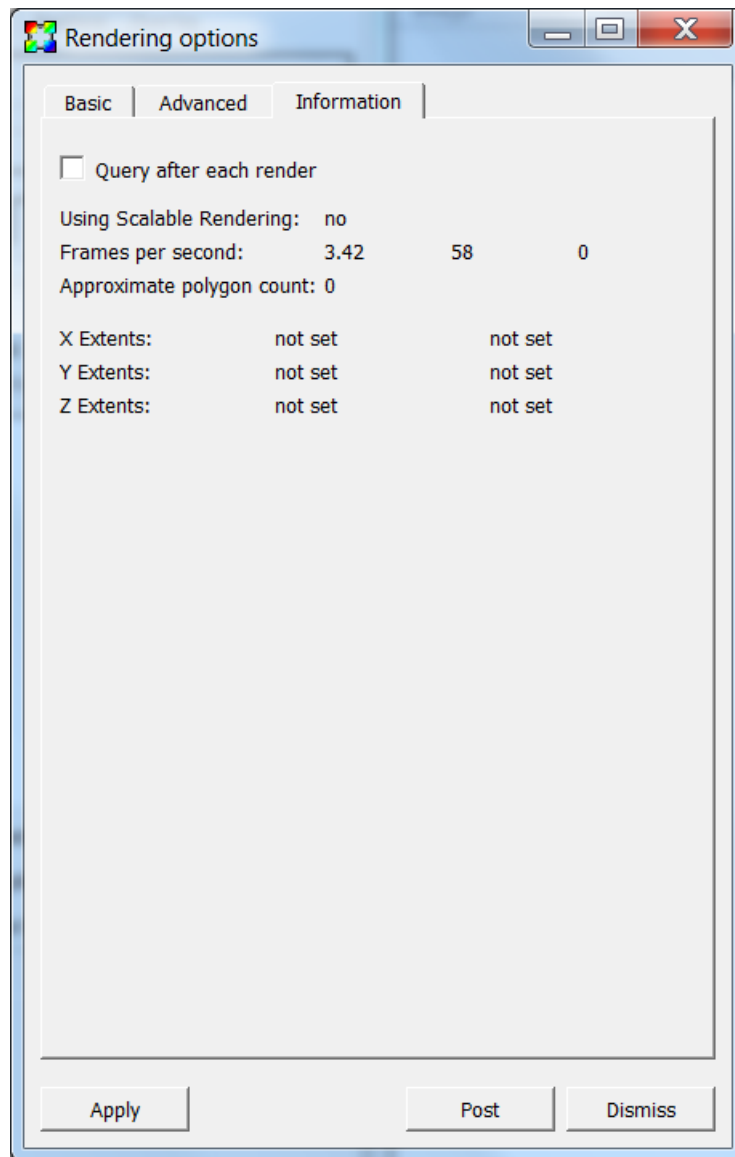 Rendering options
Basic Advanced Information
Query after each render
Using Scalable Rendering: no
Frames per second: 3.42 58 0
Approximate polygon count: 0
X Extents: not set not set
Y Extents: not set not set
Z Extents: not set not set
Apply Post Dismiss